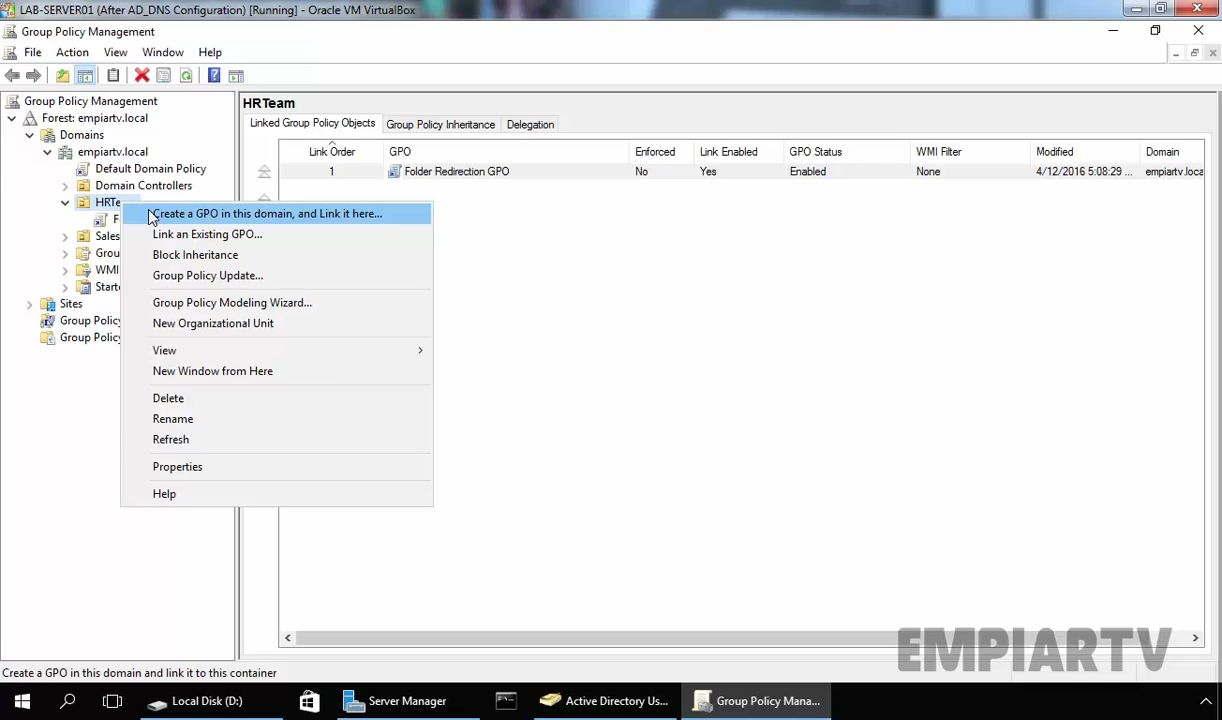 LAB-SERVER01 (After AD_DNS Configuration) [Running] - Oracle VM VirtualBox
Group Policy Management
File Action View Window Help
Group Policy Management
Forest: empiartv.local
Domains
empiartv.local
Default Domain Policy
Domain Controllers
HRTe
F
Sales
Grou
WMI
Starte
Sites
Group Policy
Group Policy
HRTeam
Linked Group Policy Objects Group Policy Inheritance Delegation
Link Order GPO Enforced Link Enabled GPO Status WMI Filter Modified Domain
1 Folder Redirection GPO No Yes Enabled None 4/12/2016 5:08:29 ... empiartv.loca
Create a GPO in this domain, and Link it here...
Link an Existing GPO...
Block Inheritance
Group Policy Update...
Group Policy Modeling Wizard...
New Organizational Unit
View
New Window from Here
Delete
Rename
Refresh
Properties
Help
EMPIARTV
Create a GPO in this domain and link it to this container
Local Disk (D:) Server Manager Active Directory Us... Group Policy Mana...